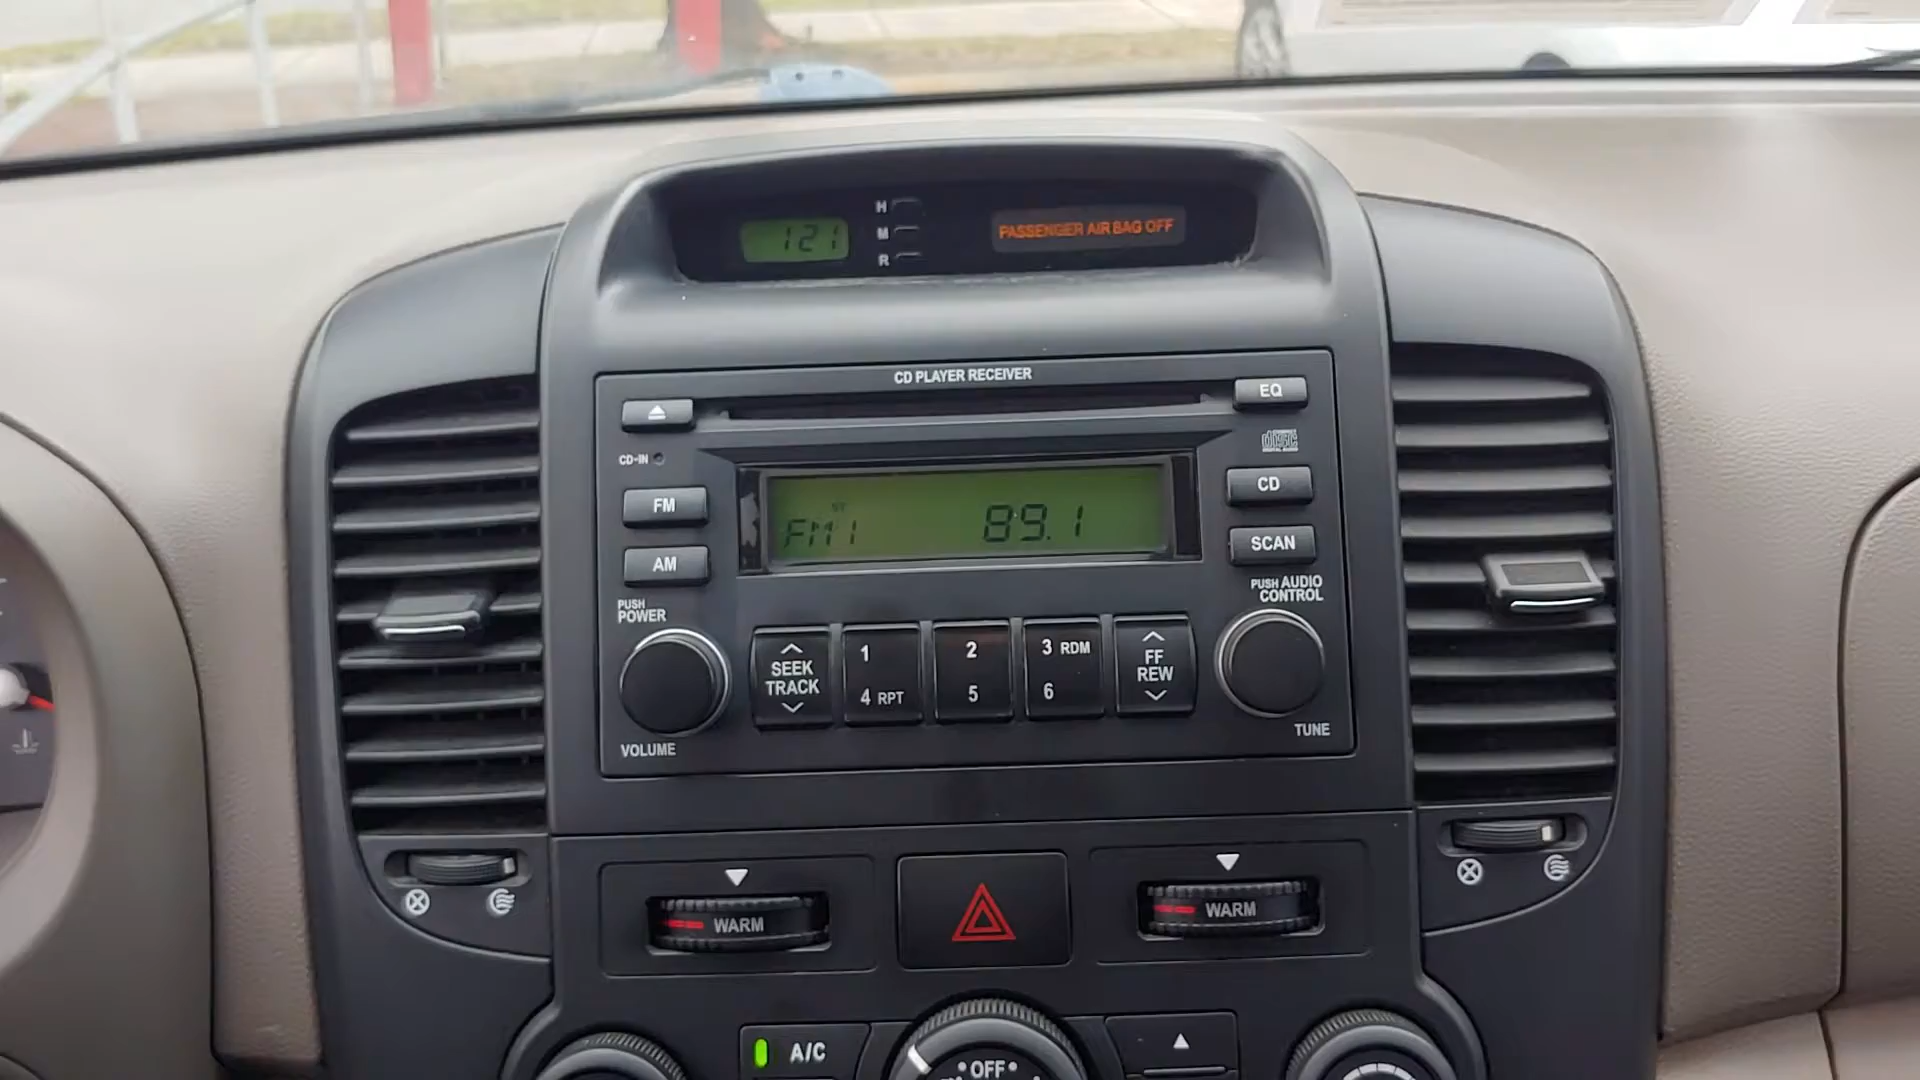 121
H
M
R
PASSENGER AIR BAG OFF
CD PLAYER RECEIVER
EQ
CD-IN
disc
CD
FM
ST
FM1 89.1
AM
SCAN
PUSH
POWER
PUSH AUDIO
CONTROL
SEEK
TRACK
1
4 RPT
2
5
3 RDM
6
FF
REW
VOLUME
TUNE
WARM
WARM
A/C
OFF